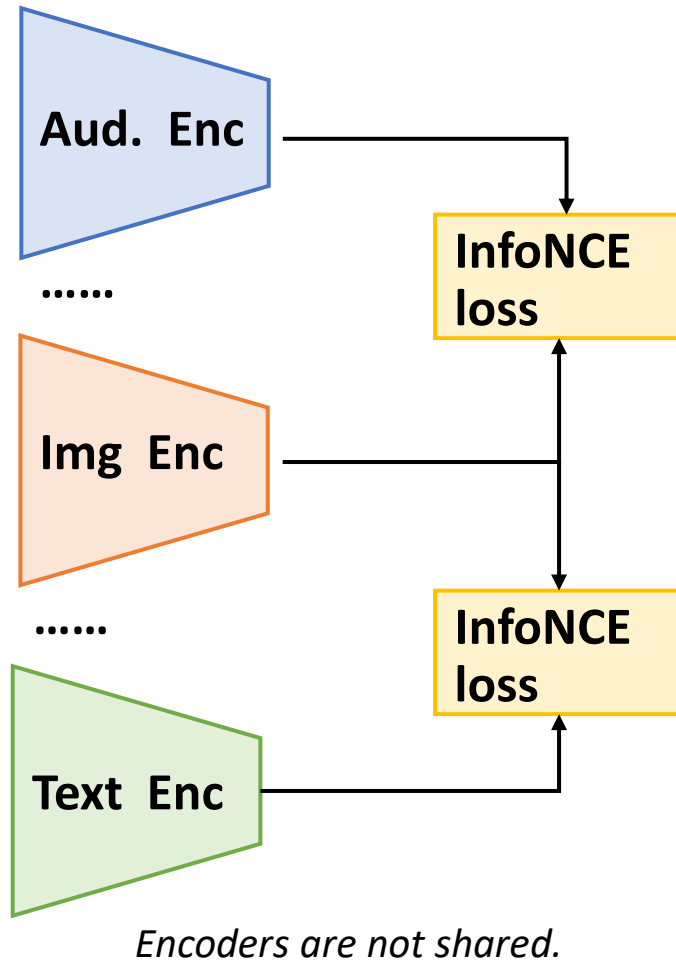 Aud. Enc
InfoNCE
loss
......
Img Enc
......
InfoNCE
loss
Text Enc
Encoders are not shared.